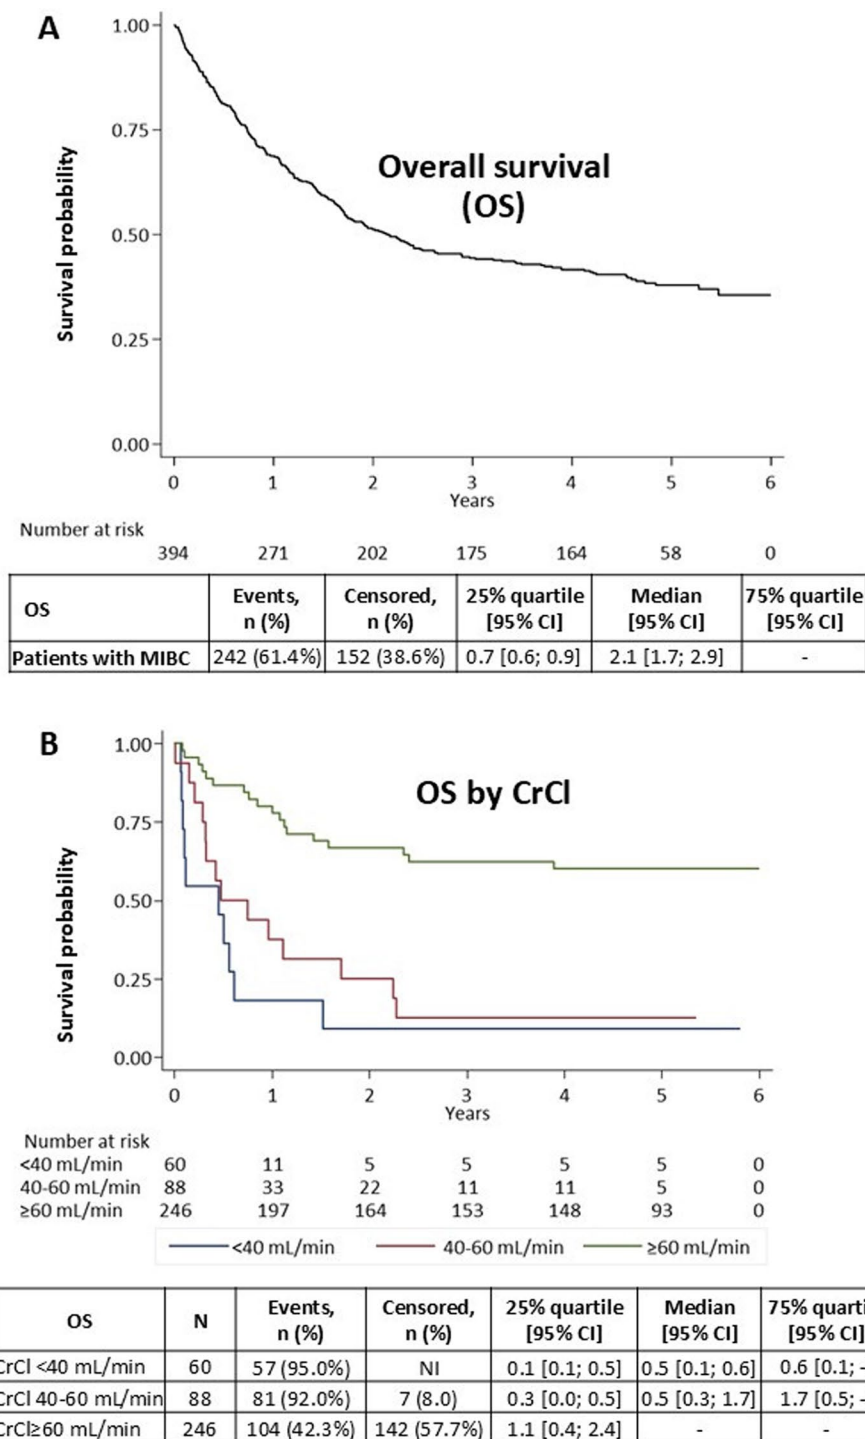 A
1.00
0.75
0.50
0.25
0.00
Survival probability
Overall survival
(OS)
0 1 2 3 4 5 6
Years
Number at risk
394 271 202 175 164 58 0
OS Events, n (%) Censored, n (%) 25% quartile [95% CI] Median [95% CI] 75% quartile [95% CI]
Patients with MIBC 242 (61.4%) 152 (38.6%) 0.7 [0.6; 0.9] 2.1 [1.7; 2.9] -
B
1.00
0.75
0.50
0.25
0.00
Survival probability
OS by CrCl
0 1 2 3 4 5 6
Years
Number at risk
<40 mL/min 60 11 5 5 5 5 0
40-60 mL/min 88 33 22 11 11 5 0
≥60 mL/min 246 197 164 153 148 93 0
<40 mL/min 40-60 mL/min ≥60 mL/min
OS N Events, n (%) Censored, n (%) 25% quartile [95% CI] Median [95% CI] 75% quarti [95% CI]
CrCl <40 mL/min 60 57 (95.0%) NI 0.1 [0.1; 0.5] 0.5 [0.1; 0.6] 0.6 [0.1; -
CrCl 40-60 mL/min 88 81 (92.0%) 7 (8.0) 0.3 [0.0; 0.5] 0.5 [0.3; 1.7] 1.7 [0.5; -
CrCl≥60 mL/min 246 104 (42.3%) 142 (57.7%) 1.1 [0.4; 2.4] - -